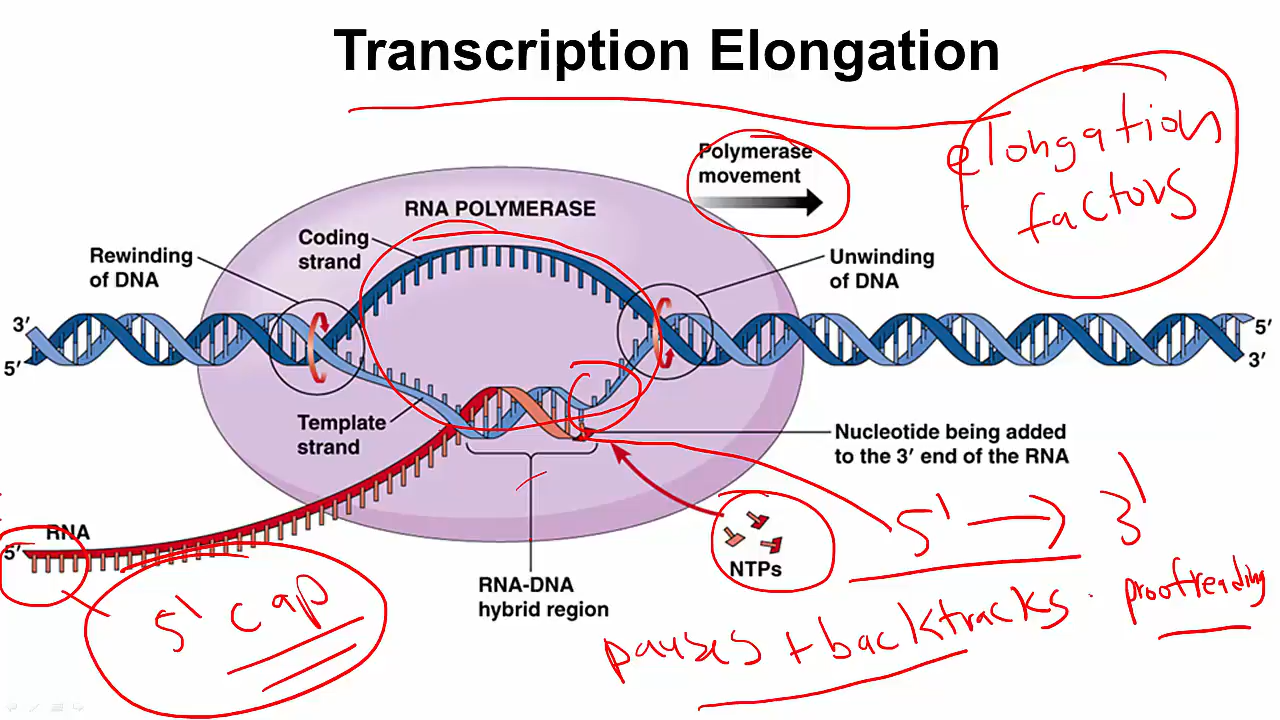 Transcription Elongation
elongation
factors
Polymerase
movement
RNA POLYMERASE
Coding
strand
Rewinding
of DNA
Unwinding
of DNA
3'
5'
5'
3'
Template
strand
Nucleotide being added
to the 3' end of the RNA
RNA
5'
NTPs
5' → 3'
RNA-DNA
hybrid region
5' cap
pauses + backtracks. proofreading